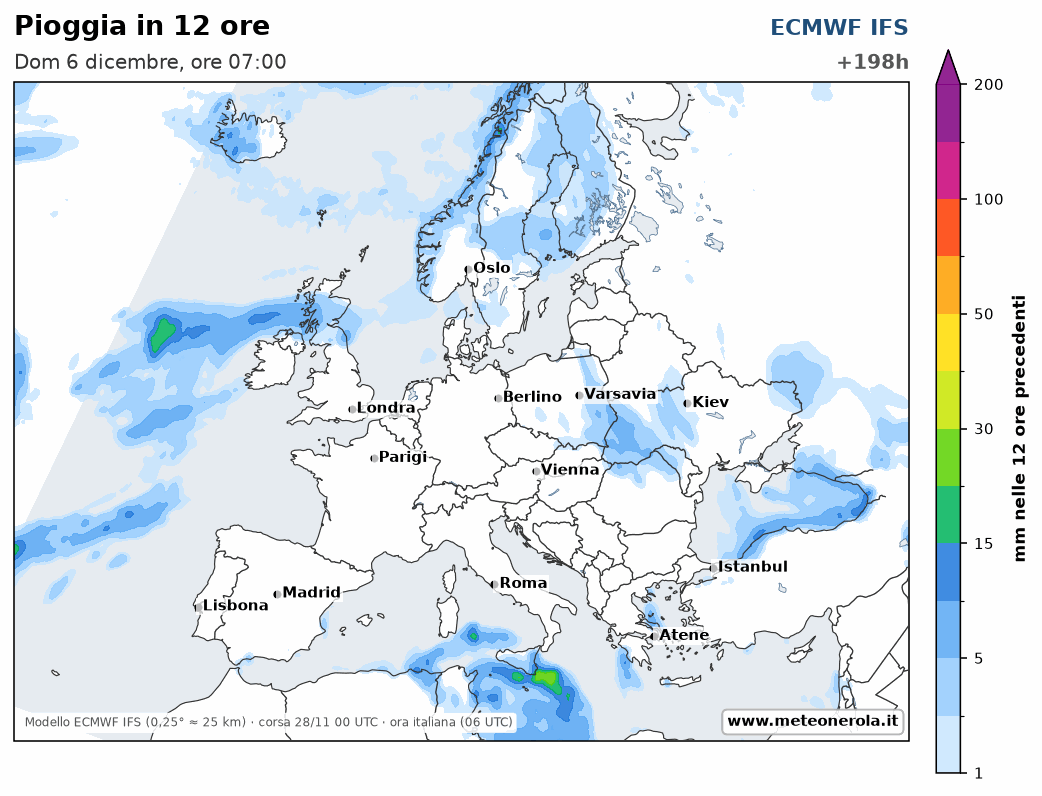 Pioggia in 12 ore
ECMWF IFS
Dom 6 dicembre, ore 07:00
+198h
200
100
50
30
15
5
1
mm nelle 12 ore precedenti
Oslo
Berlino
Varsavia
Kiev
Londra
Parigi
Vienna
Istanbul
Roma
Madrid
Lisbona
Atene
Modello ECMWF IFS (0,25° ≈ 25 km) · corsa 28/11 00 UTC · ora italiana (06 UTC)
www.meteonerola.it